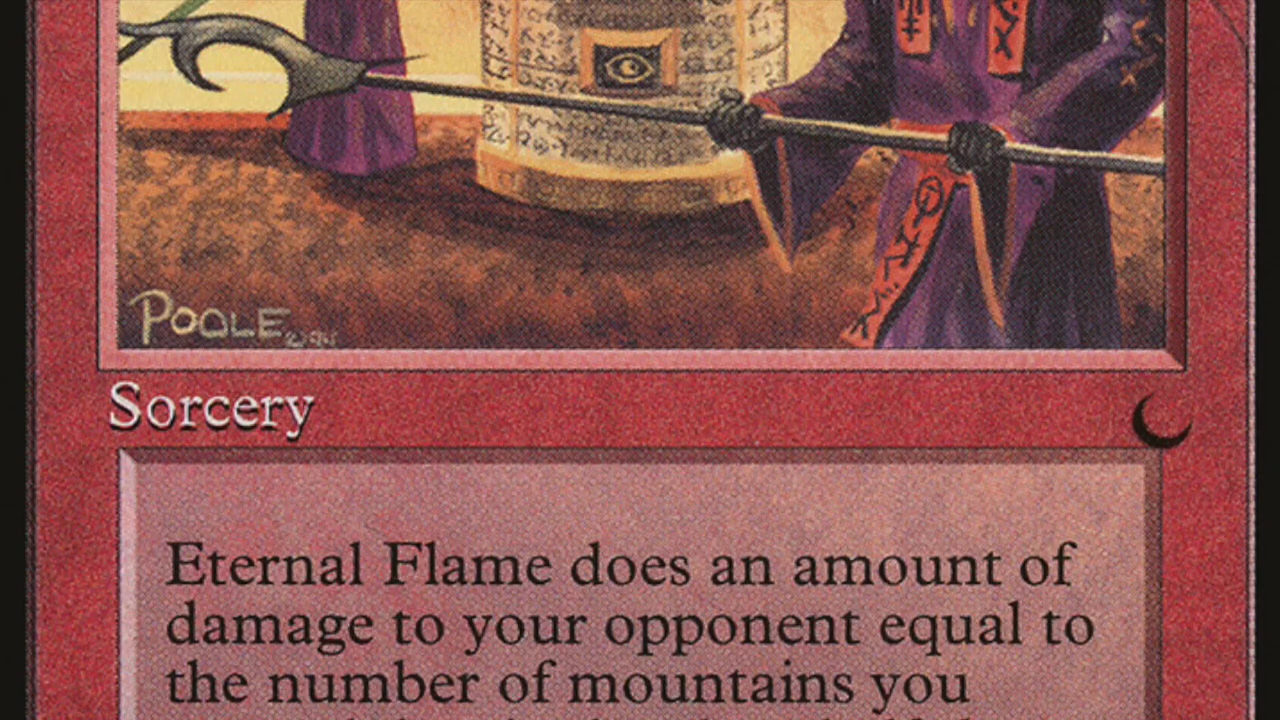 POOLE ©94
Sorcery
Eternal Flame does an amount of
damage to your opponent equal to
the number of mountains you